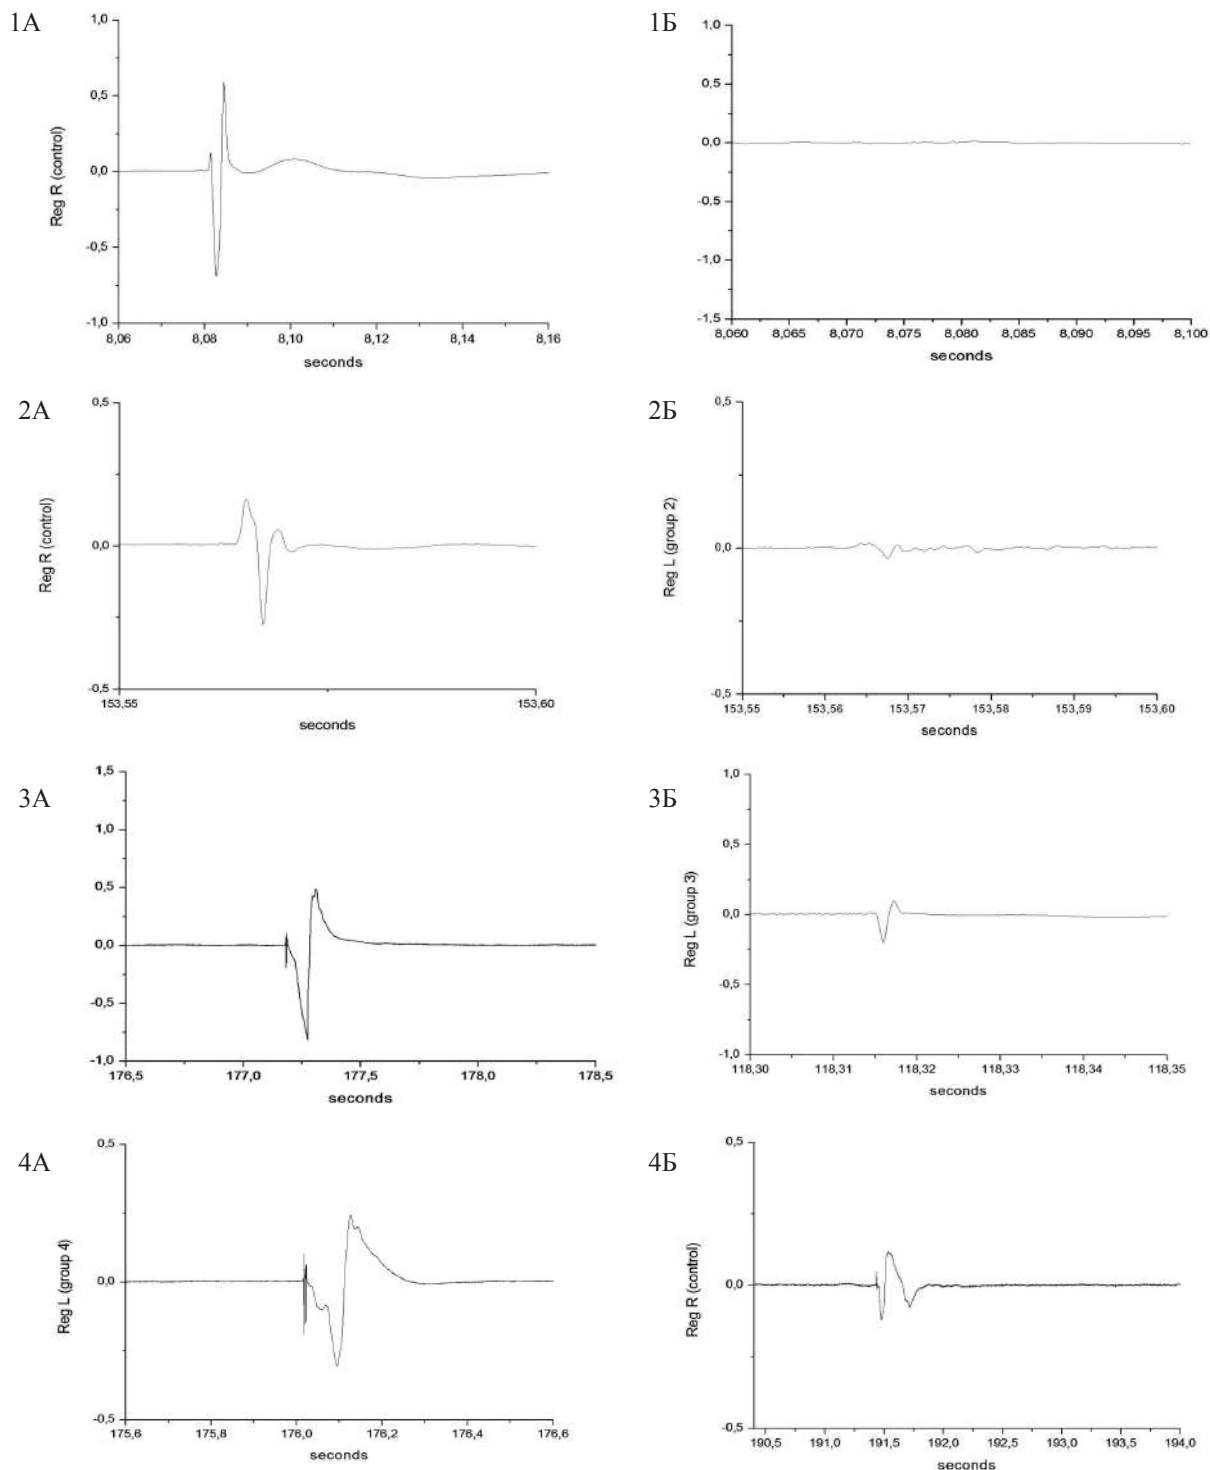 1А
1,0
0,5
0,0
-0,5
-1,0
Reg R (control)
8,06 8,08 8,10 8,12 8,14 8,16
seconds
1Б
1,0
0,5
0,0
-0,5
-1,0
-1,5
8,060 8,065 8,070 8,075 8,080 8,085 8,090 8,095 8,100
seconds
2А
0,5
0,0
-0,5
Reg R (control)
153,55 153,60
seconds
2Б
0,5
0,0
-0,5
Reg L (group 2)
153,55 153,56 153,57 153,58 153,59 153,60
seconds
3А
1,5
1,0
0,5
0,0
-0,5
-1,0
176,5 177,0 177,5 178,0 178,5
seconds
3Б
1,0
0,5
0,0
-0,5
-1,0
Reg L (group 3)
118,30 118,31 118,32 118,33 118,34 118,35
seconds
4А
0,5
0,0
-0,5
Reg L (group 4)
175,6 175,8 176,0 176,2 176,4 176,6
seconds
4Б
0,5
0,0
-0,5
Reg R (control)
190,5 191,0 191,5 192,0 192,5 193,0 193,5 194,0
seconds